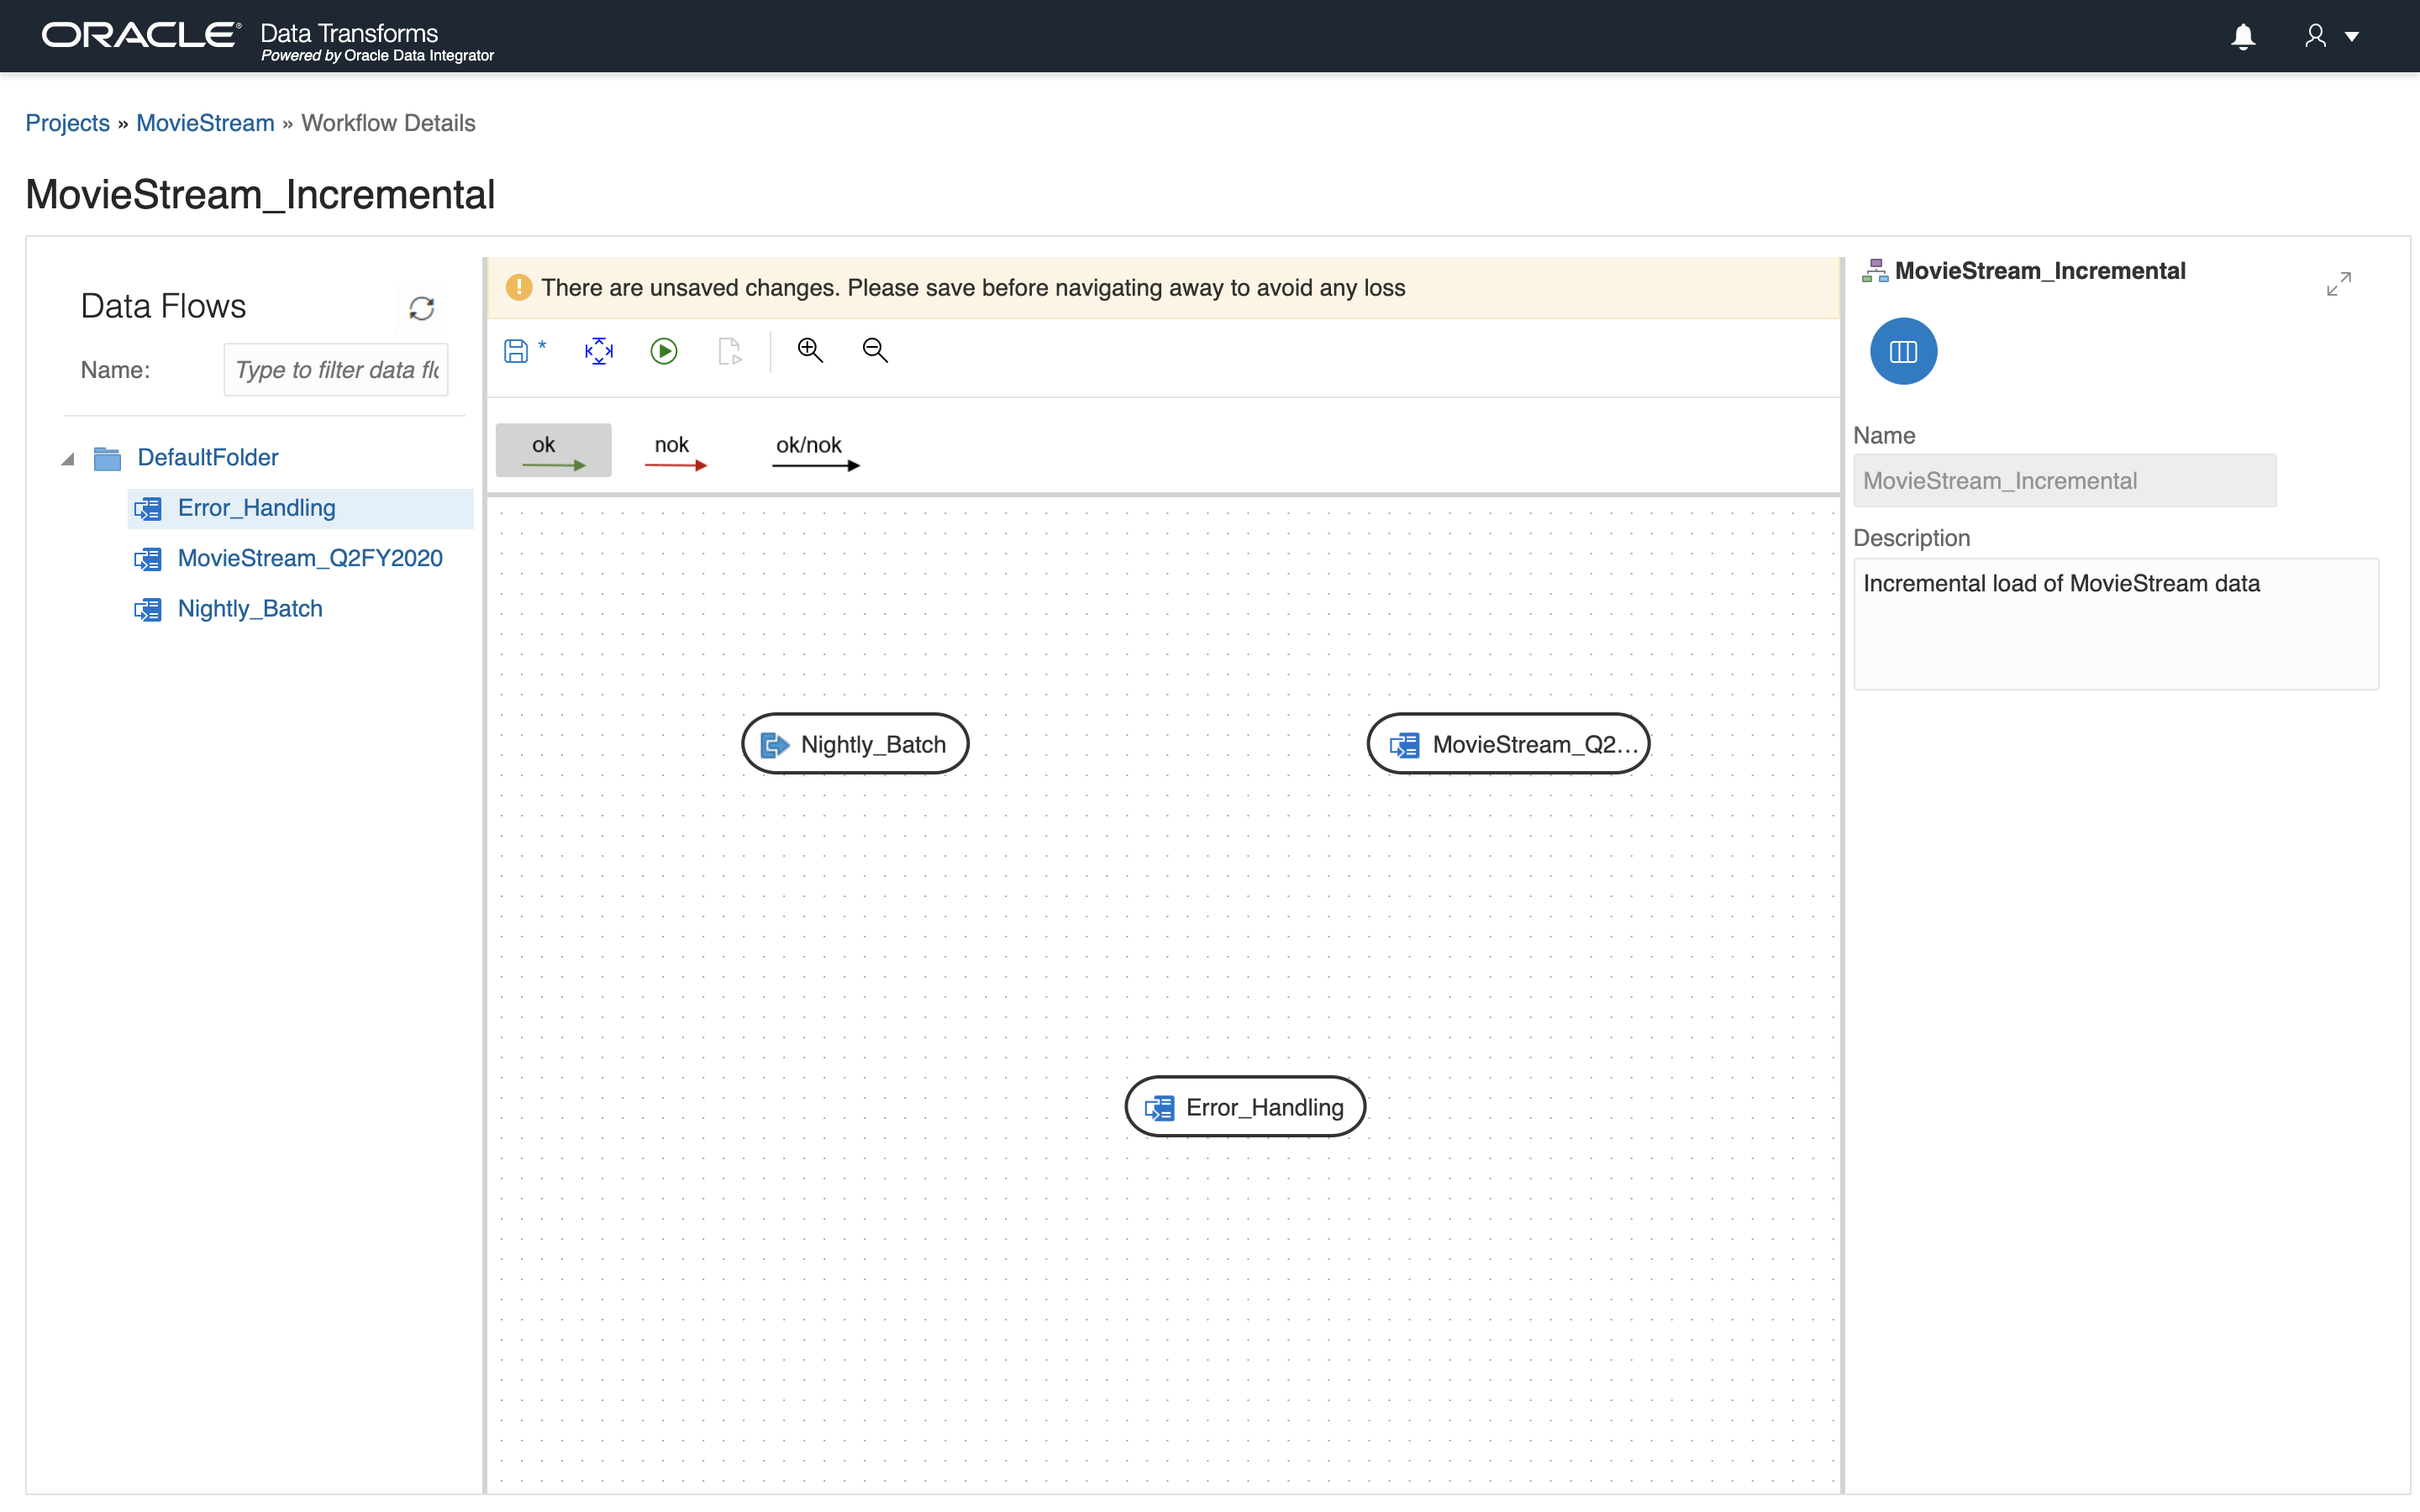 ORACLE Data Transforms
Powered by Oracle Data Integrator
Projects » MovieStream » Workflow Details
MovieStream_Incremental
Data Flows
Name: Type to filter data flo
DefaultFolder
Error_Handling
MovieStream_Q2FY2020
Nightly_Batch
There are unsaved changes. Please save before navigating away to avoid any loss
*
ok nok ok/nok
Nightly_Batch
MovieStream_Q2...
Error_Handling
MovieStream_Incremental
Name
MovieStream_Incremental
Description
Incremental load of MovieStream data